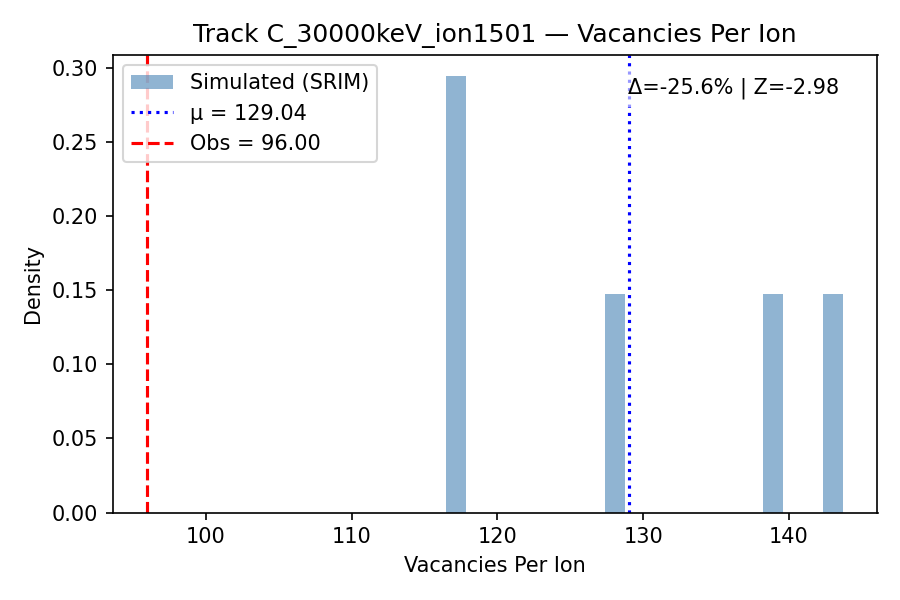 Track C_30000keV_ion1501 — Vacancies Per Ion
Simulated (SRIM)
μ = 129.04
Obs = 96.00
Δ=-25.6% | Z=-2.98
Density
0.30
0.25
0.20
0.15
0.10
0.05
0.00
100
110
120
130
140
Vacancies Per Ion